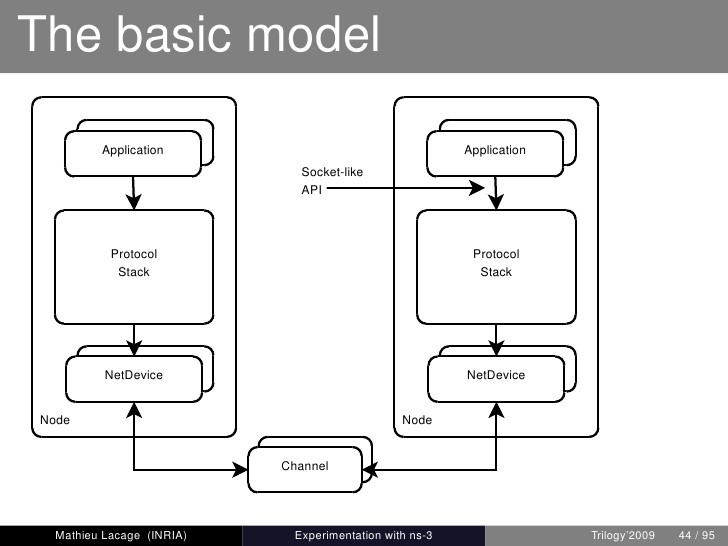 The basic model
Application
Protocol
Stack
NetDevice
Node
Socket-like
API
Application
Protocol
Stack
NetDevice
Node
Channel
Mathieu Lacage (INRIA)
Experimentation with ns-3
Trilogy'2009
44 / 95